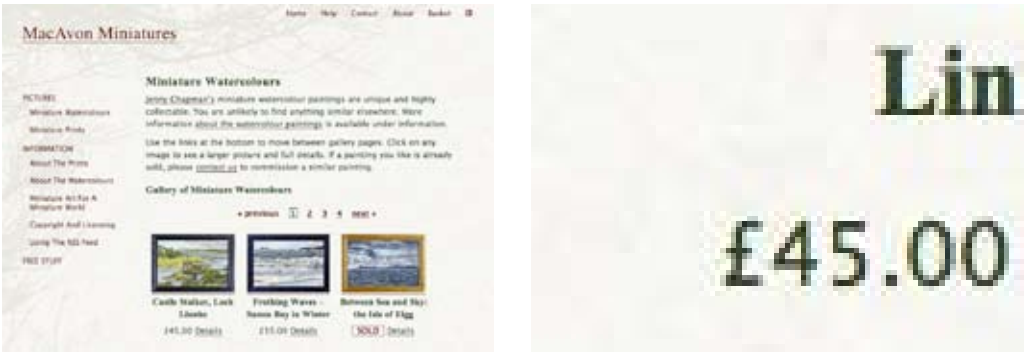 Home Help Contact About Basket
MacAvon Miniatures
Miniature Watercolours
PICTURES
Miniature Watercolours
Miniature Prints
INFORMATION
About The Prints
About The Watercolours
Miniature Art For A
Miniature World
Copyright And Licensing
Using The RSS Feed
FREE STUFF
Jenny Chapman's miniature watercolour paintings are unique and highly
collectable. You are unlikely to find anything similar elsewhere. More
information about the watercolour paintings is available under information.
Use the links at the bottom to move between gallery pages. Click on any
image to see a larger picture and full details. If a painting you like is already
sold, please contact us to commission a similar painting.
Gallery of Miniature Watercolours
« previous 1 2 3 4 next »
Castle Stalker, Loch
Linnhe
£45.00 Details
Frothing Waves -
Sanna Bay in Winter
£55.00 Details
Between Sea and Sky:
the Isle of Eigg
SOLD Details
Lin
£45.00